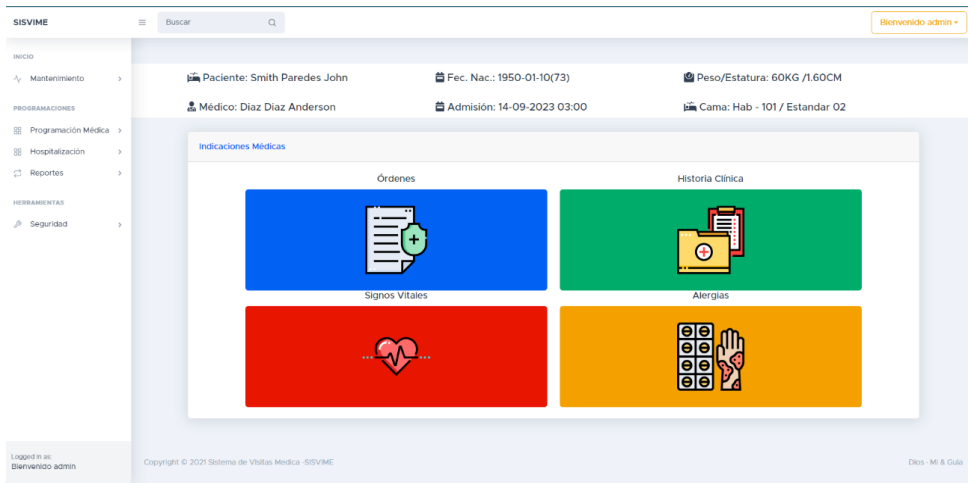 SISVIME
Buscar
Bienvenido admin
INICIO
Mantenimiento
PROGRAMACIONES
Programación Médica
Hospitalización
Reportes
HERRAMIENTAS
Seguridad
Logged in as:
Bienvenido admin
Paciente: Smith Paredes John
Fec. Nac.: 1950-01-10(73)
Peso/Estatura: 60KG /1.60CM
Médico: Diaz Diaz Anderson
Admisión: 14-09-2023 03:00
Cama: Hab - 101 / Estandar 02
Indicaciones Médicas
Órdenes
Historia Clínica
Signos Vitales
Alergias
Copyright © 2021 Sistema de Visitas Medica -SISVIME
Dios - Mi & Guia